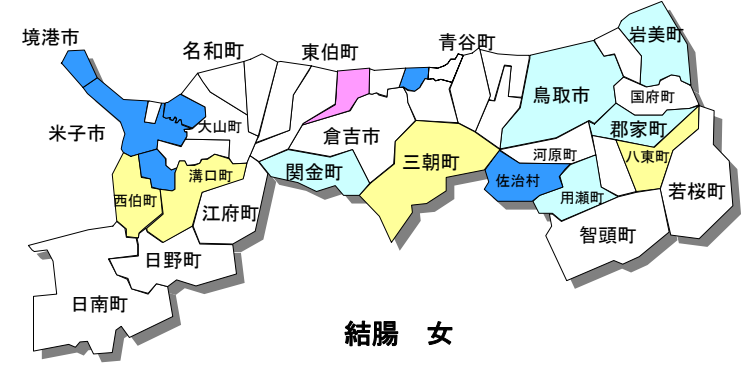 境港市
名和町
東伯町
青谷町
岩美町
米子市
大山町
倉吉市
鳥取市
国府町
郡家町
西伯町
溝口町
関金町
三朝町
河原町
八東町
佐治村
用瀬町
若桜町
江府町
智頭町
日野町
日南町
結腸　女